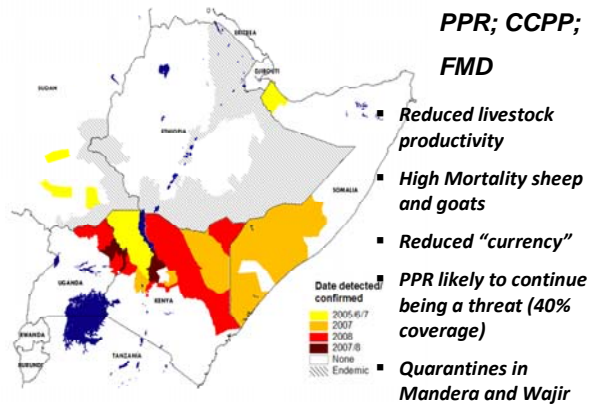 PPR; CCPP;
FMD
ERITREA
DJIBOUTI
SUDAN
ETHIOPIA
SOMALIA
UGANDA
KENYA
RWANDA
BURUNDI
TANZANIA
Date detected/
confirmed
2005/6/7
2007
2008
2007/8
None
Endemic
▪ Reduced livestock
productivity
▪ High Mortality sheep
and goats
▪ Reduced “currency”
▪ PPR likely to continue
being a threat (40%
coverage)
▪ Quarantines in
Mandera and Wajir